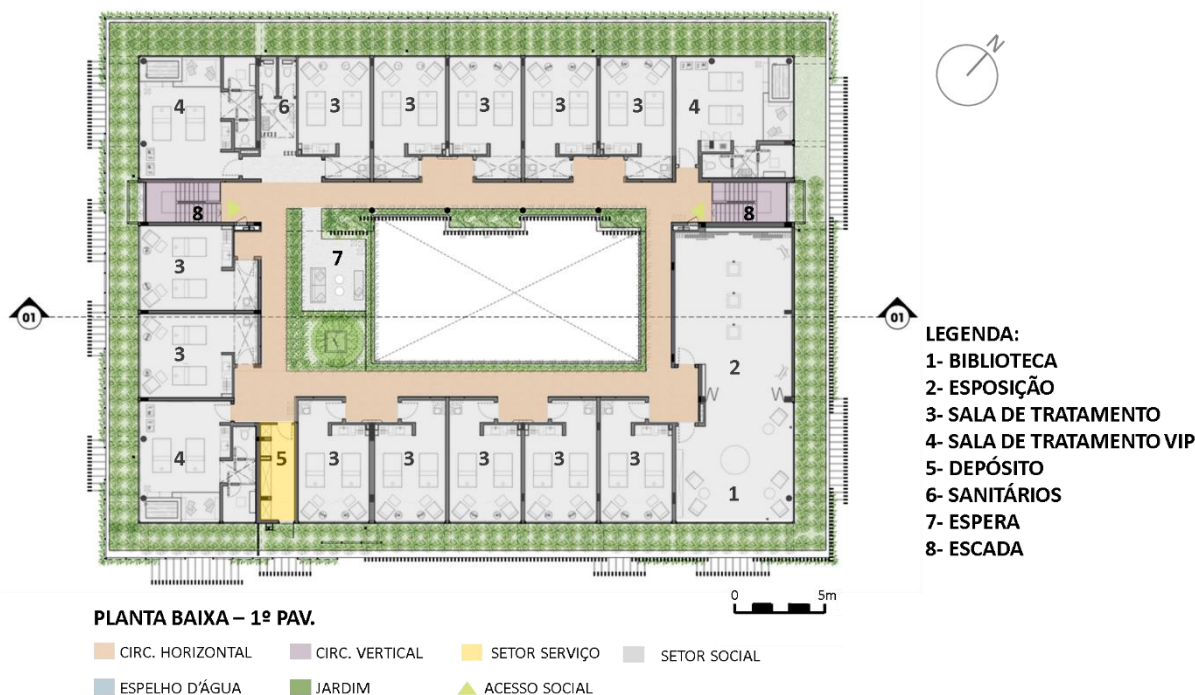 N
4
6
3
3
3
3
3
4
8
8
7
3
3
2
01
01
4
5
3
3
3
3
3
1
LEGENDA:
1- BIBLIOTECA
2- ESPOSIÇÃO
3- SALA DE TRATAMENTO
4- SALA DE TRATAMENTO VIP
5- DEPÓSITO
6- SANITÁRIOS
7- ESPERA
8- ESCADA
0 5m
PLANTA BAIXA – 1º PAV.
CIRC. HORIZONTAL CIRC. VERTICAL SETOR SERVIÇO SETOR SOCIAL
ESPELHO D'ÁGUA JARDIM ACESSO SOCIAL